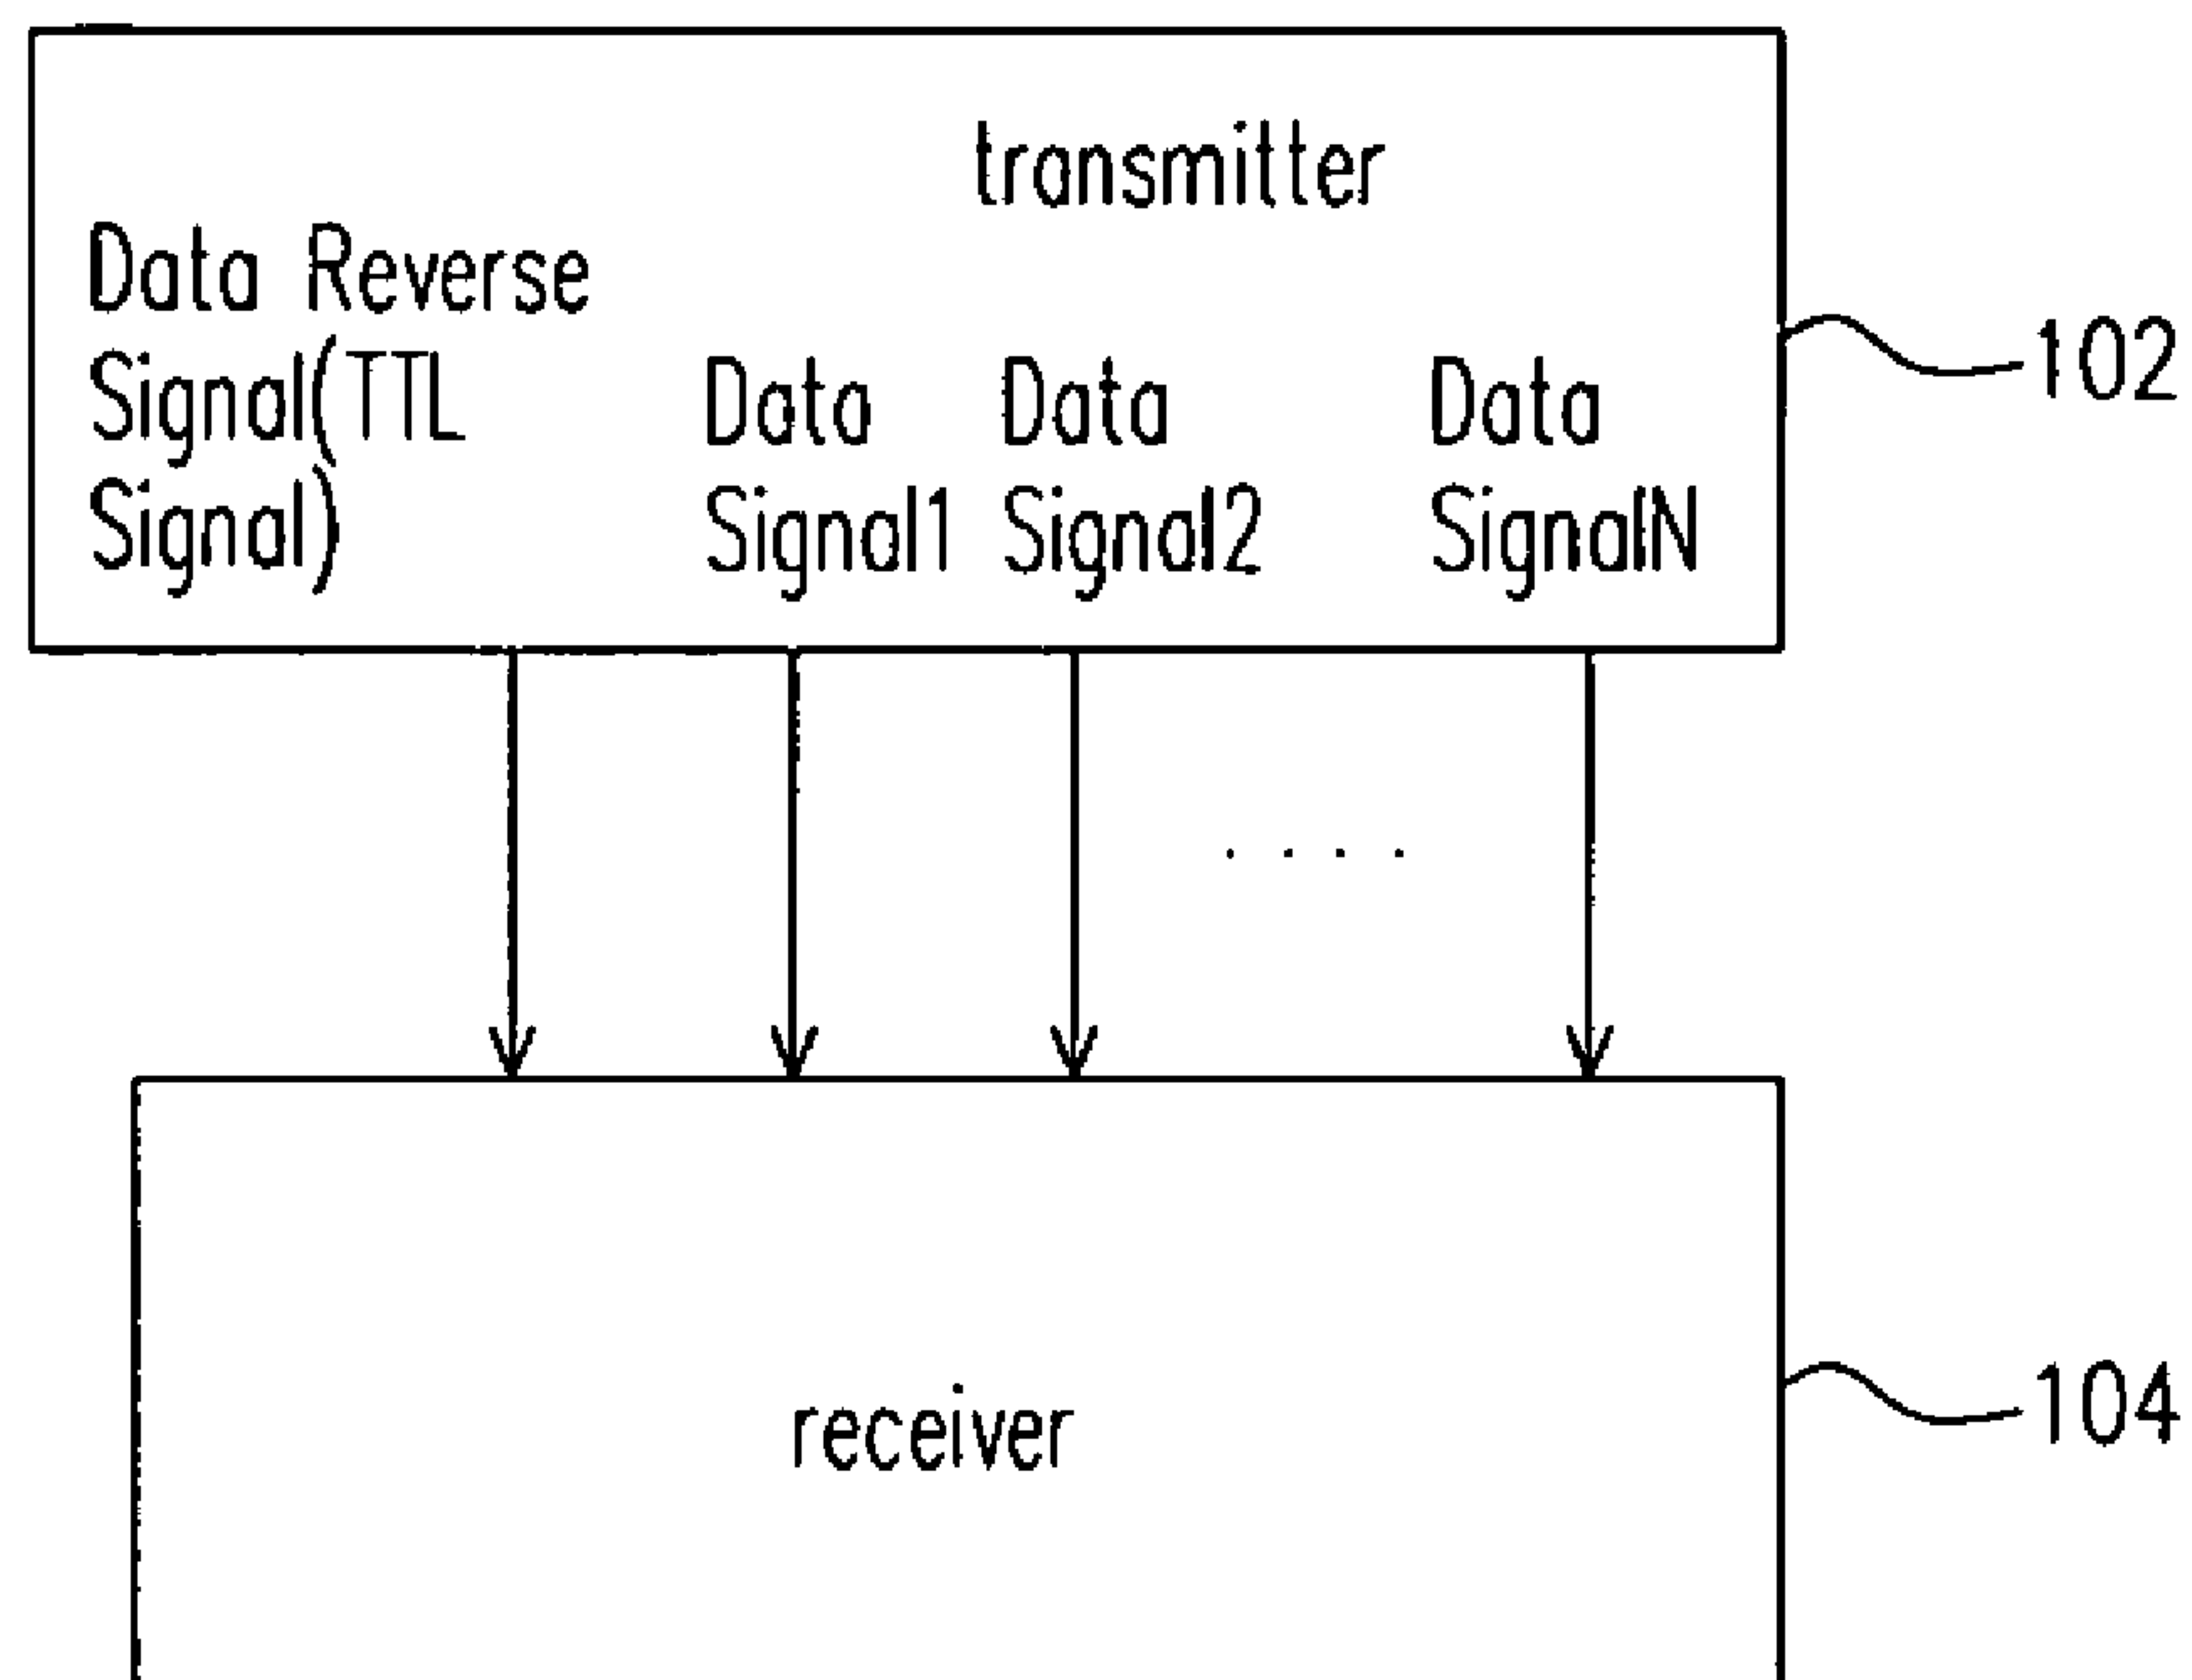 transmitter
Data Reverse
Signal(TTL
Signal)
Data
Signal1
Data
Signal2
Data
SignalN
102
receiver
104